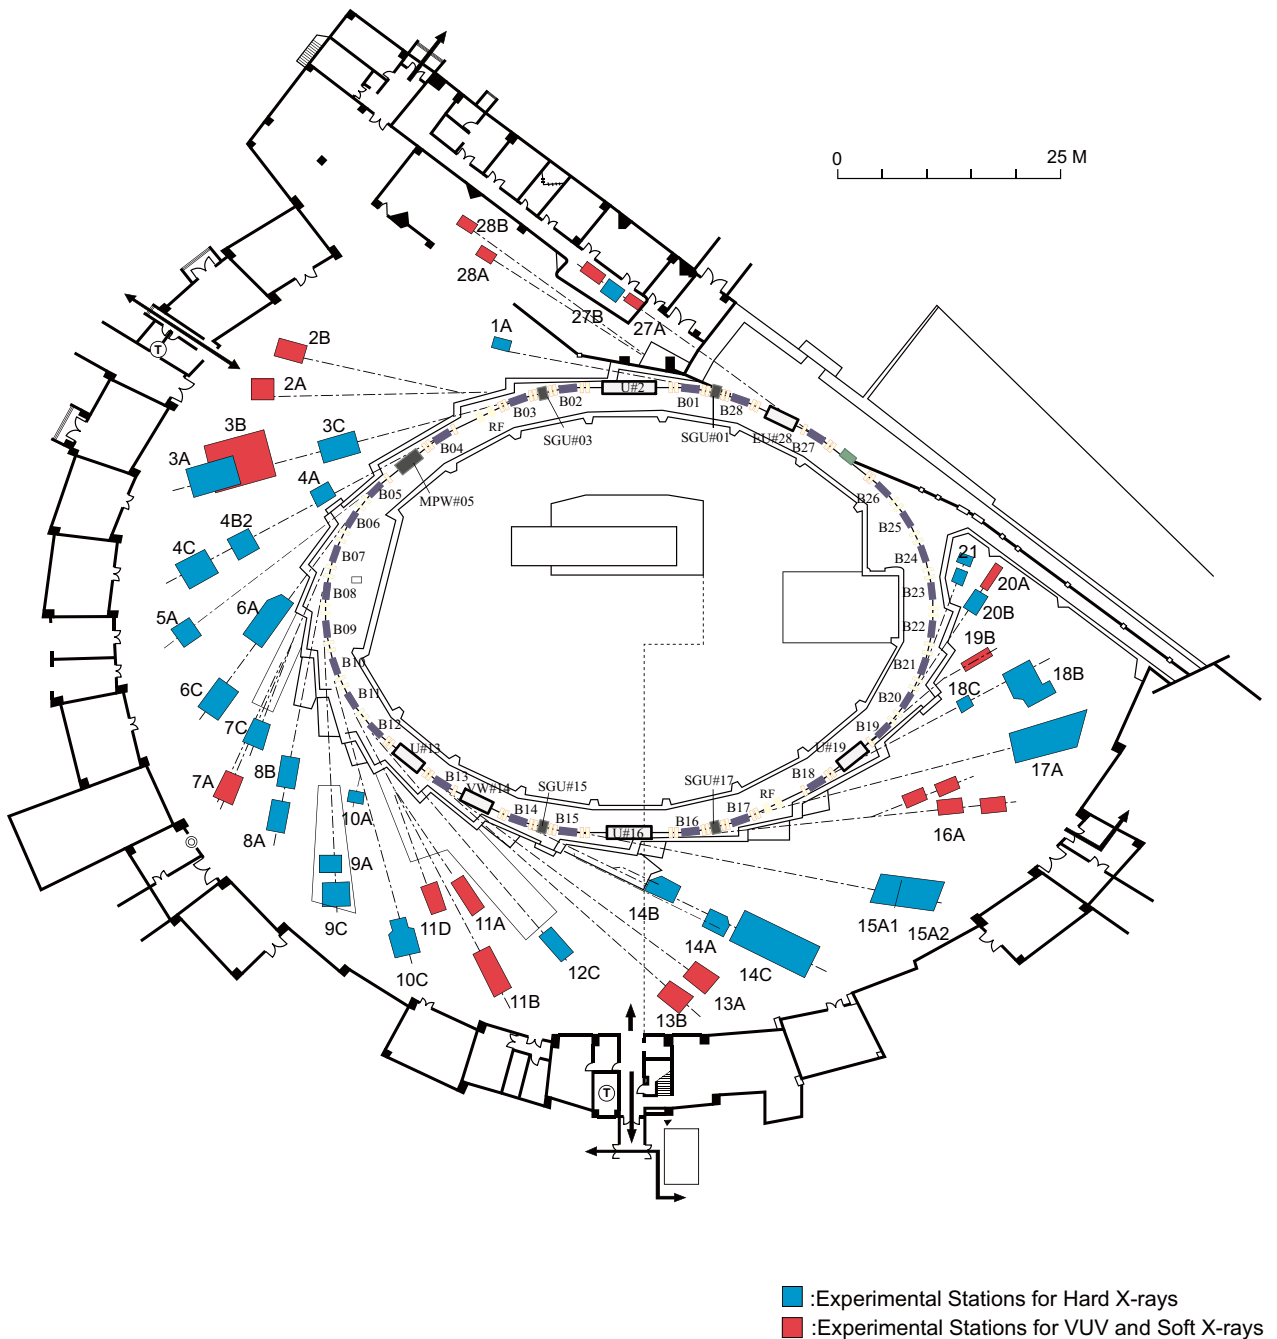 0 25 M
28B
28A
27B
27A
1A
2B
2A
3B
3C
3A
4A
4B2
4C
5A
6A
6C
7C
7A
8B
8A
9A
9C
10A
10C
11D
11A
11B
12C
13B
13A
14B
14A
14C
15A1
15A2
16A
17A
18B
18C
19B
20B
20A
21
U#2
B01
B28
SGU#01
EU#28
B27
B26
B25
B24
B23
B22
B21
B20
B19
U#19
B18
RF
B17
SGU#17
B16
U#16
B15
SGU#15
B14
VW#14
B13
U#13
B12
B11
B10
B09
B08
B07
B06
B05
MPW#05
B04
RF
B03
SGU#03
B02
T
T
:Experimental Stations for Hard X-rays
:Experimental Stations for VUV and Soft X-rays